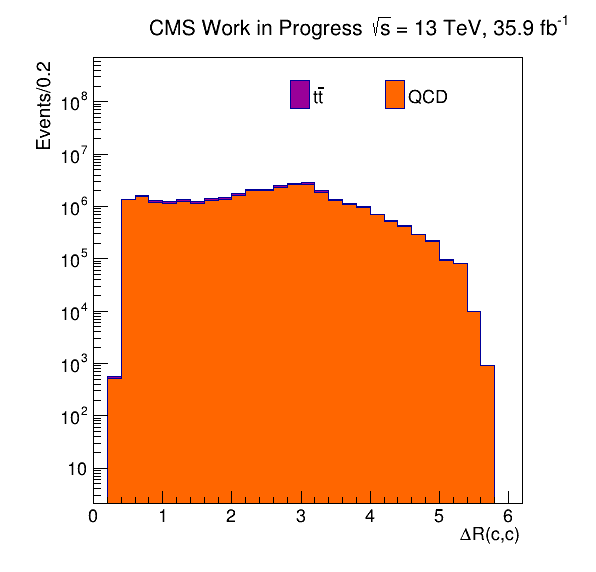 CMS Work in Progress √s = 13 TeV, 35.9 fb⁻¹
Events/0.2
tt̄
QCD
10⁸
10⁷
10⁶
10⁵
10⁴
10³
10²
10
0 1 2 3 4 5 6
ΔR(c,c)